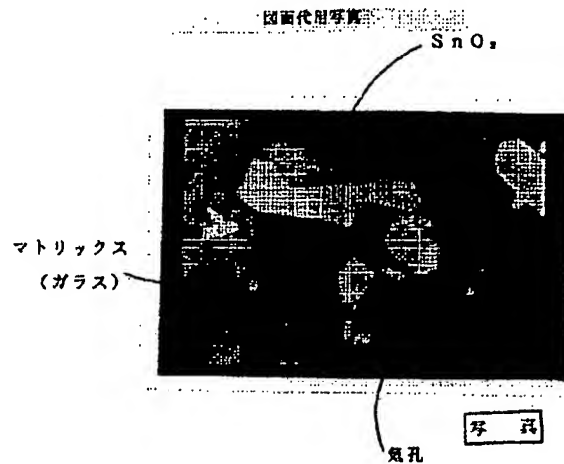 図面代用写真
SnO₂
マトリックス
(ガラス)
気孔
写真